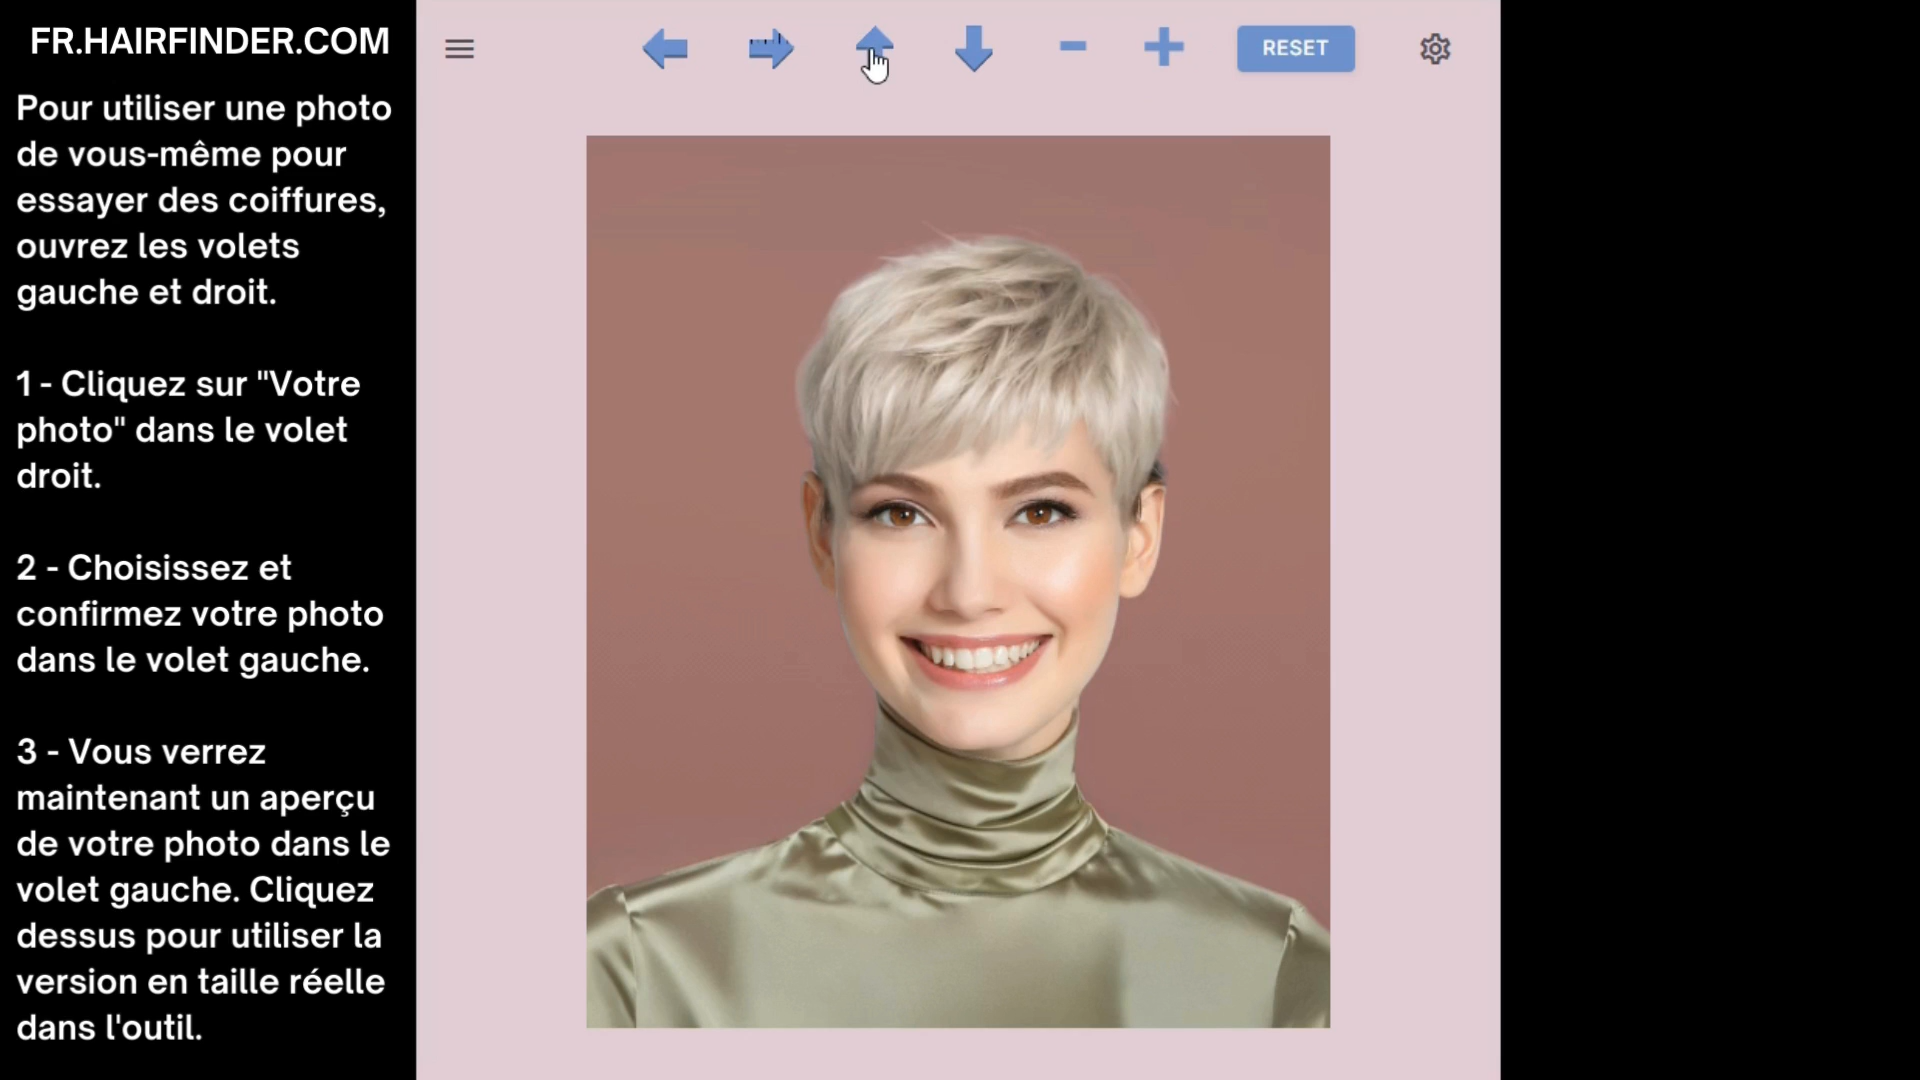 FR.HAIRFINDER.COM
Pour utiliser une photo
de vous-même pour
essayer des coiffures,
ouvrez les volets
gauche et droit.
1 - Cliquez sur "Votre
photo" dans le volet
droit.
2 - Choisissez et
confirmez votre photo
dans le volet gauche.
3 - Vous verrez
maintenant un aperçu
de votre photo dans le
volet gauche. Cliquez
dessus pour utiliser la
version en taille réelle
dans l'outil.
RESET